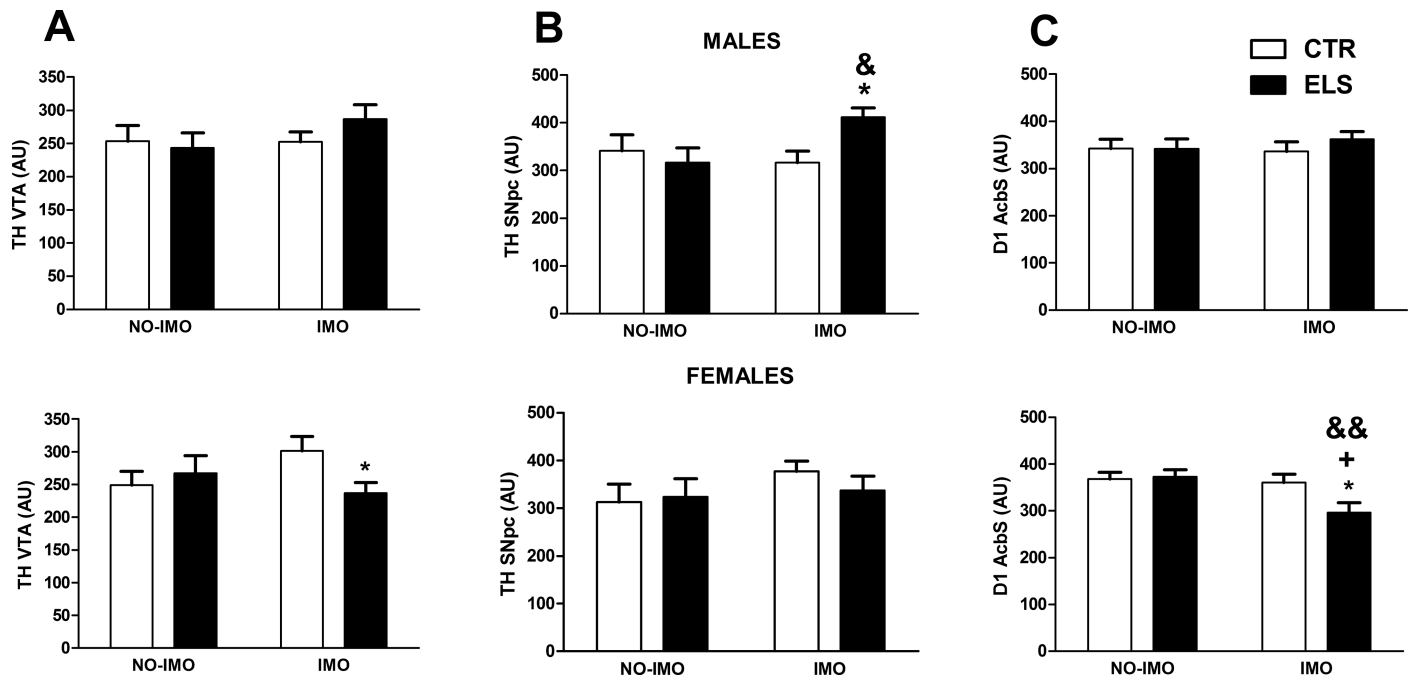 A
B
C
MALES
CTR
ELS
TH VTA (AU)
350
300
250
200
150
100
50
0
NO-IMO
IMO
TH SNpc (AU)
500
400
300
200
100
0
&
*
NO-IMO
IMO
D1 AcbS (AU)
500
400
300
200
100
0
NO-IMO
IMO
FEMALES
TH VTA (AU)
350
300
250
200
150
100
50
0
*
NO-IMO
IMO
TH SNpc (AU)
500
400
300
200
100
0
NO-IMO
IMO
D1 AcbS (AU)
500
400
300
200
100
0
&&
+
*
NO-IMO
IMO